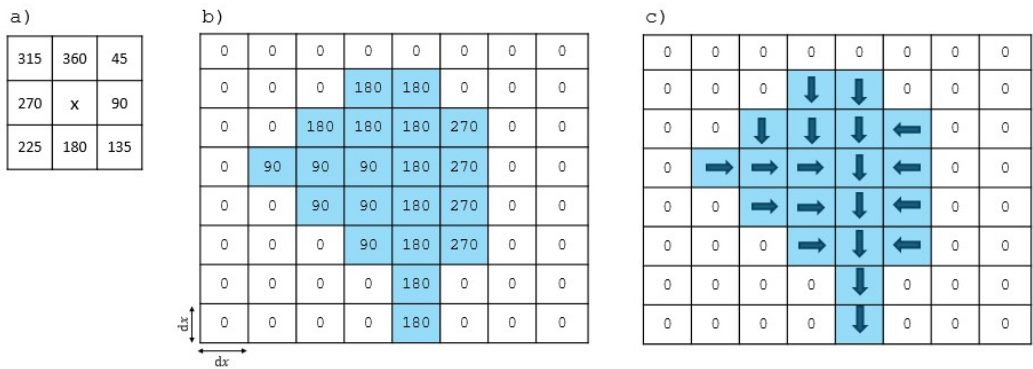 a)
315 360 45
270 x 90
225 180 135
b)
0 0 0 0 0 0 0 0
0 0 0 180 180 0 0 0
0 0 180 180 180 270 0 0
0 90 90 90 180 270 0 0
0 0 90 90 180 270 0 0
0 0 0 90 180 270 0 0
0 0 0 0 180 0 0 0
0 0 0 0 180 0 0 0
dx
dx
c)
0 0 0 0 0 0 0 0
0 0 0 0 0 0
0 0 0 0
0 0 0
0 0 0 0
0 0 0 0 0
0 0 0 0 0 0 0
0 0 0 0 0 0 0